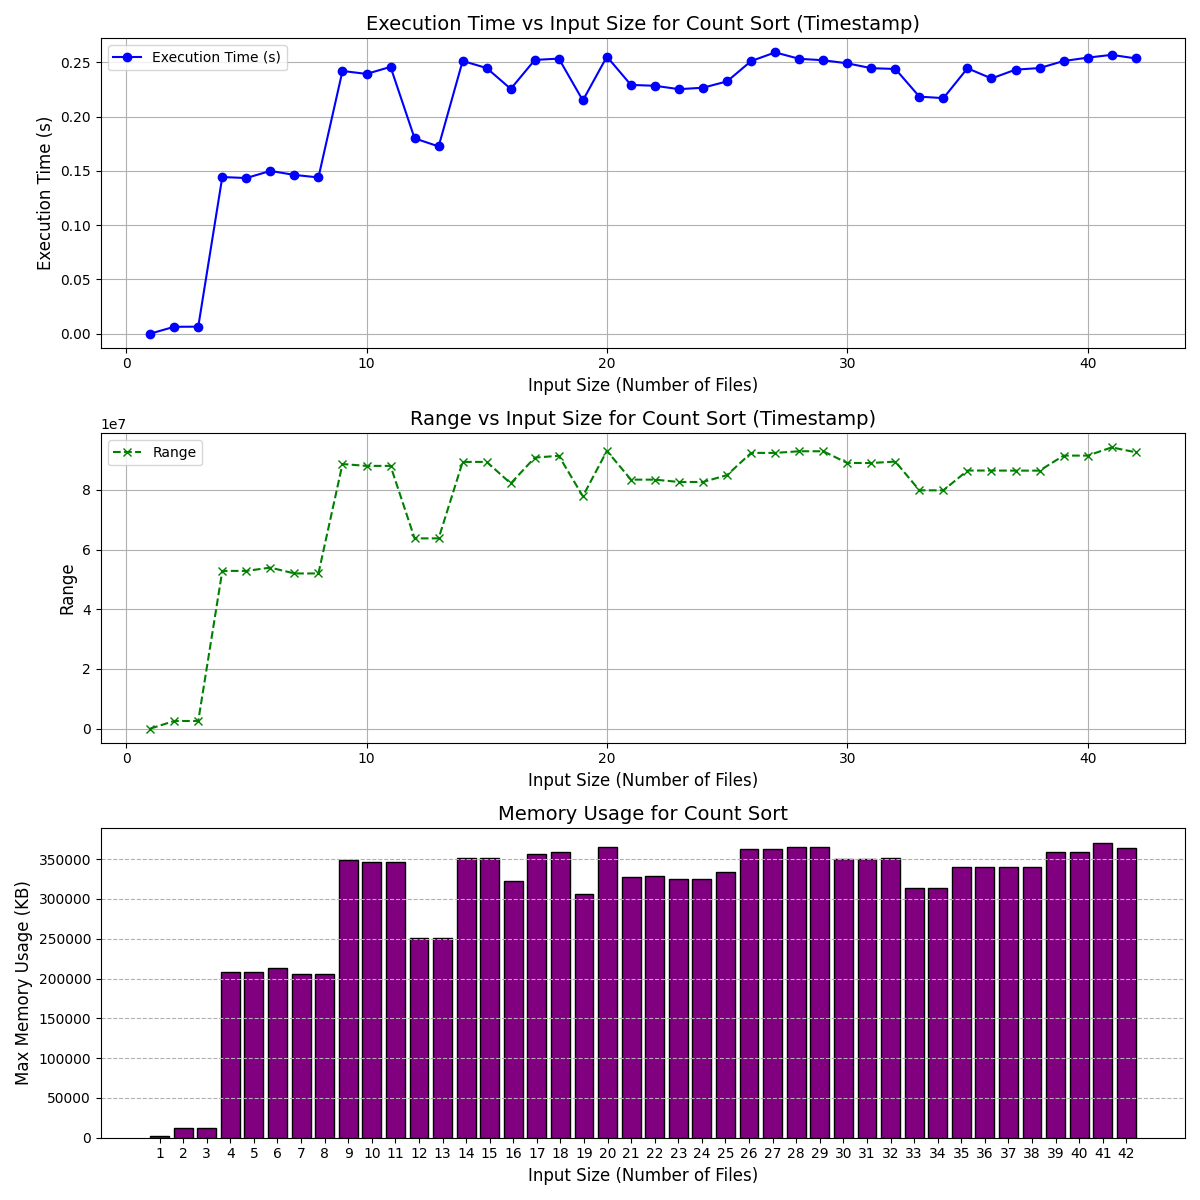 Execution Time vs Input Size for Count Sort (Timestamp)
Execution Time (s)
0.25
0.20
0.15
0.10
0.05
0.00
Execution Time (s)
0 10 20 30 40
Input Size (Number of Files)
Range vs Input Size for Count Sort (Timestamp)
1e7
Range
8
6
4
2
0
Range
0 10 20 30 40
Input Size (Number of Files)
Memory Usage for Count Sort
350000
300000
250000
200000
150000
100000
50000
0
Max Memory Usage (KB)
1 2 3 4 5 6 7 8 9 10 11 12 13 14 15 16 17 18 19 20 21 22 23 24 25 26 27 28 29 30 31 32 33 34 35 36 37 38 39 40 41 42
Input Size (Number of Files)